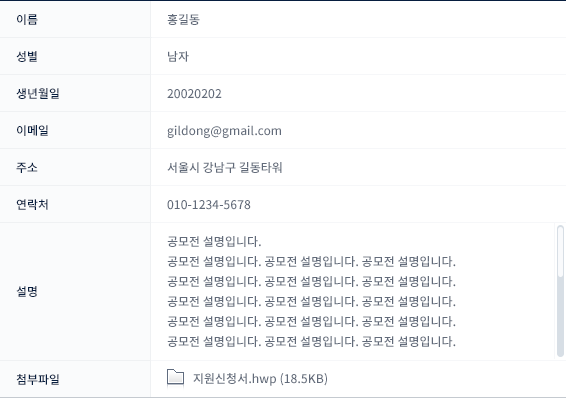 이름 홍길동
성별 남자
생년월일 20020202
이메일 gildong@gmail.com
주소 서울시 강남구 길동타워
연락처 010-1234-5678
설명
공모전 설명입니다.
공모전 설명입니다. 공모전 설명입니다. 공모전 설명입니다.
공모전 설명입니다. 공모전 설명입니다. 공모전 설명입니다.
공모전 설명입니다. 공모전 설명입니다. 공모전 설명입니다.
공모전 설명입니다. 공모전 설명입니다. 공모전 설명입니다.
공모전 설명입니다. 공모전 설명입니다. 공모전 설명입니다.
첨부파일 지원신청서.hwp (18.5KB)